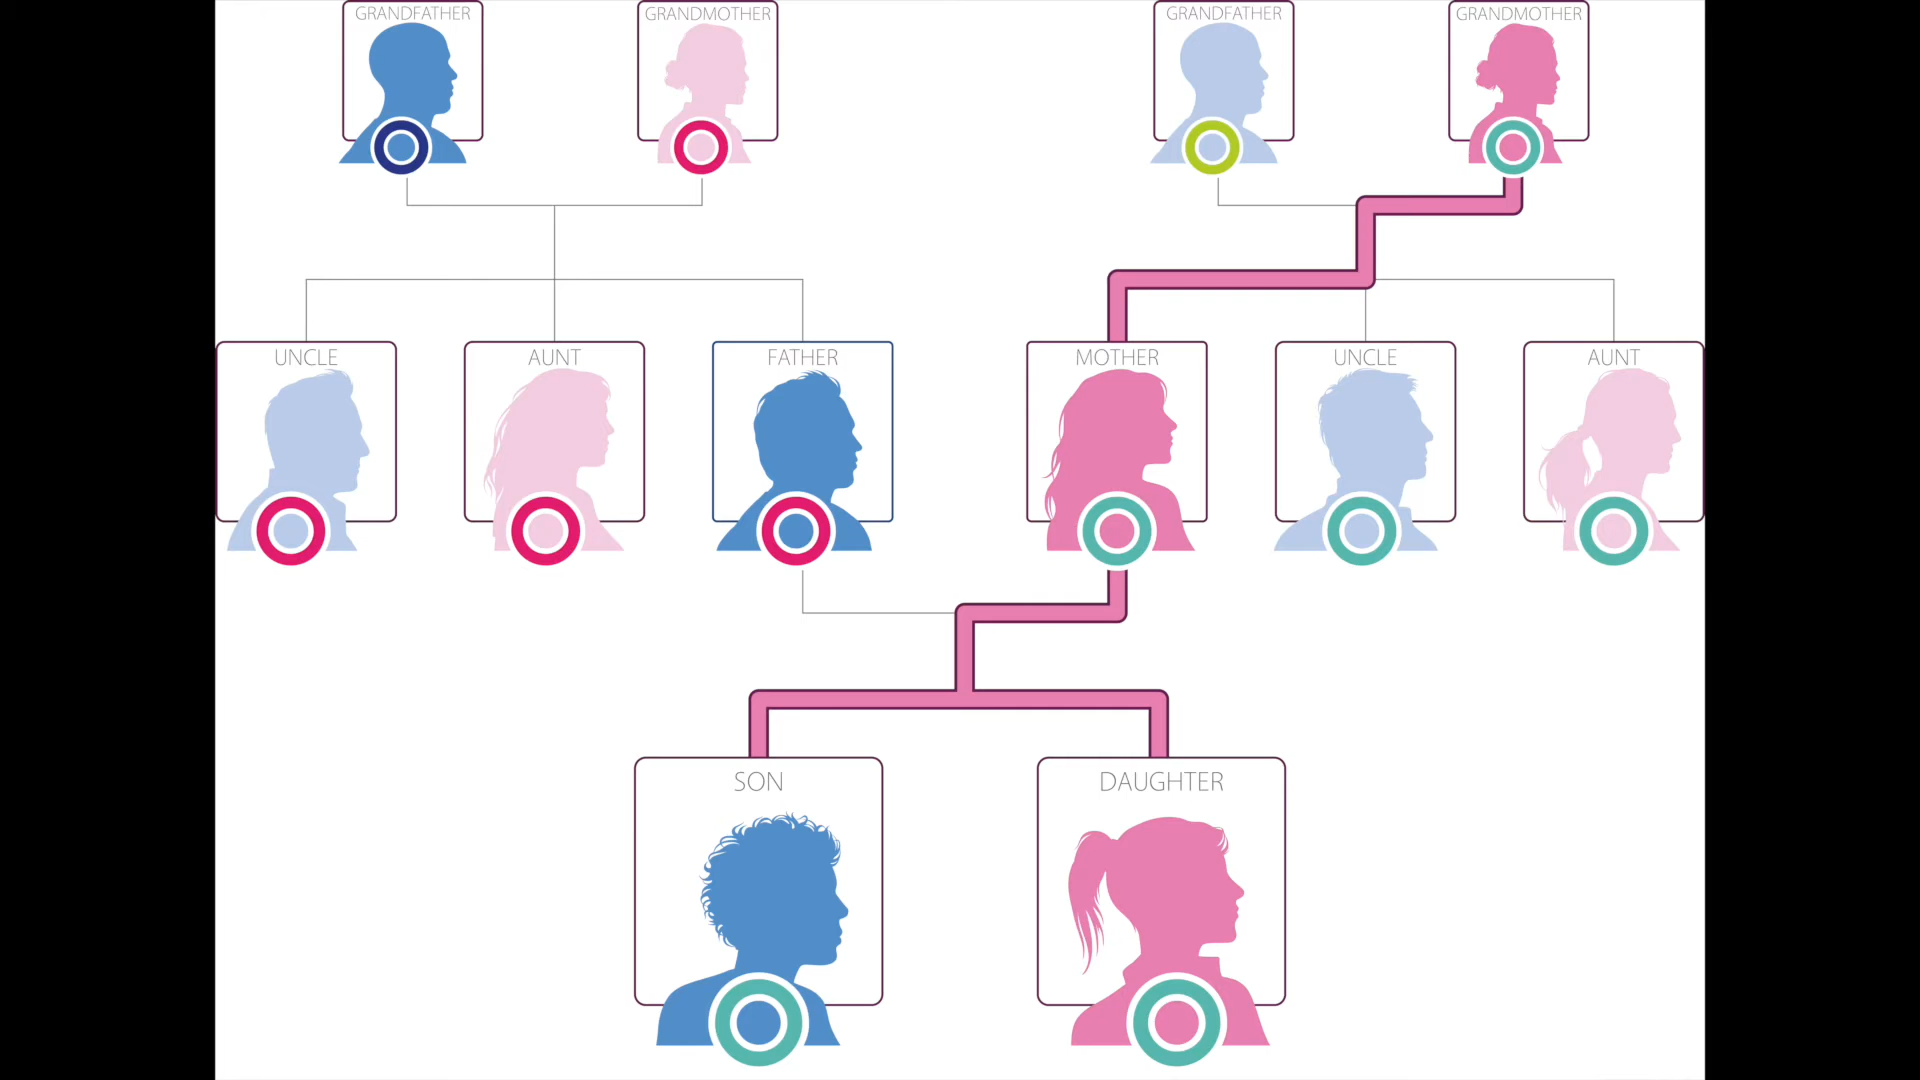 GRANDFATHER
GRANDMOTHER
GRANDFATHER
GRANDMOTHER
UNCLE
AUNT
FATHER
MOTHER
UNCLE
AUNT
SON
DAUGHTER